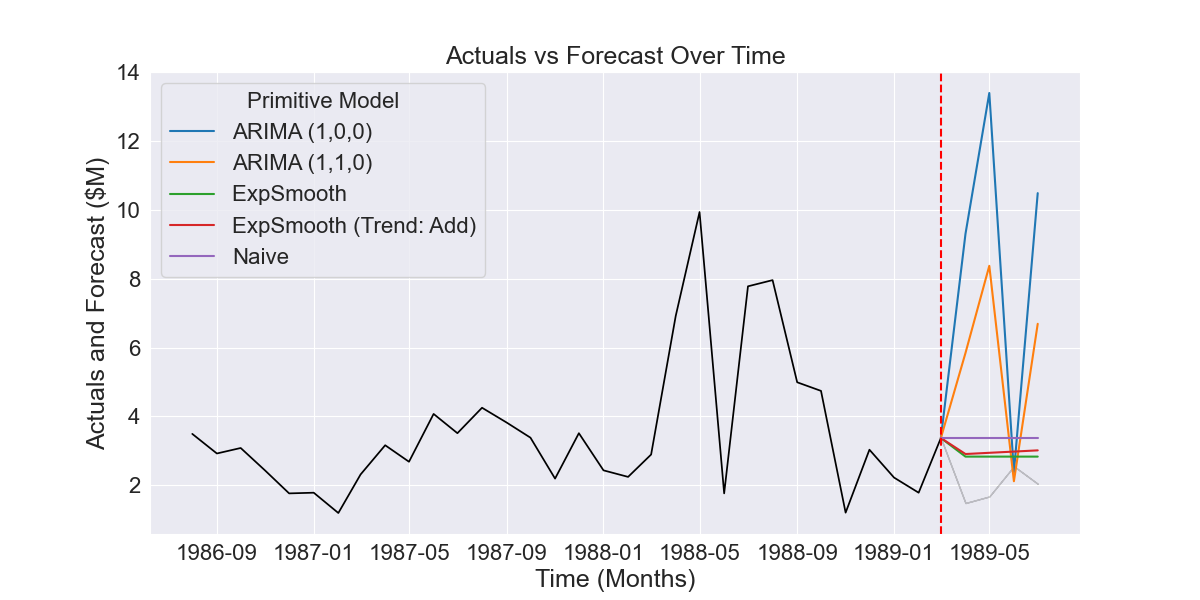 Actuals vs Forecast Over Time
14
12
10
8
6
4
2
Actuals and Forecast ($M)
Primitive Model
ARIMA (1,0,0)
ARIMA (1,1,0)
ExpSmooth
ExpSmooth (Trend: Add)
Naive
1986-09 1987-01 1987-05 1987-09 1988-01 1988-05 1988-09 1989-01 1989-05
Time (Months)